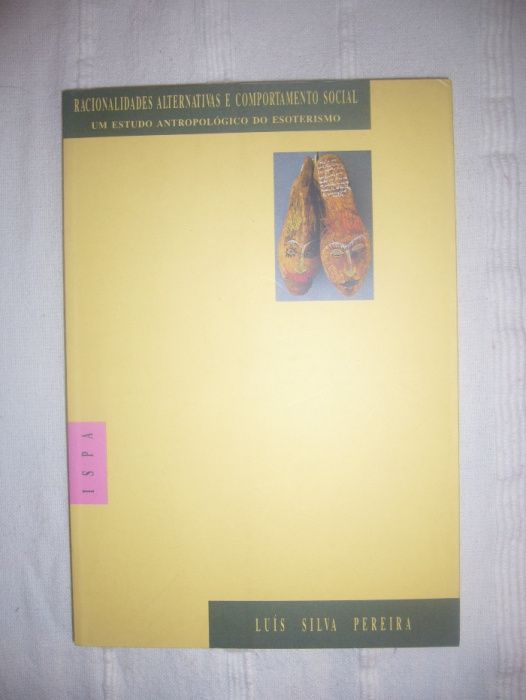 RACIONALIDADES ALTERNATIVAS E COMPORTAMENTO SOCIAL
UM ESTUDO ANTROPOLÓGICO DO ESOTERISMO
ISPA
LUÍS SILVA PEREIRA